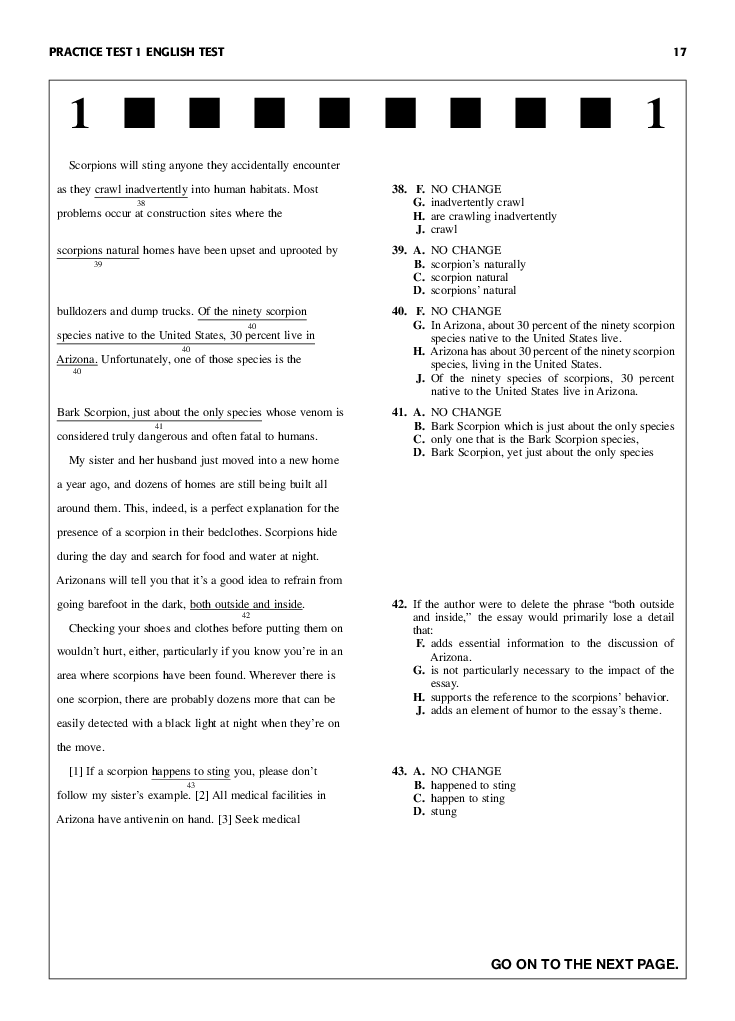 PRACTICE TEST 1 ENGLISH TEST 17
1 1
Scorpions will sting anyone they accidentally encounter
as they crawl inadvertently into human habitats. Most
38
problems occur at construction sites where the
scorpions natural homes have been upset and uprooted by
39
bulldozers and dump trucks. Of the ninety scorpion
40
species native to the United States, 30 percent live in
40
Arizona. Unfortunately, one of those species is the
40
Bark Scorpion, just about the only species whose venom is
41
considered truly dangerous and often fatal to humans.
My sister and her husband just moved into a new home
a year ago, and dozens of homes are still being built all
around them. This, indeed, is a perfect explanation for the
presence of a scorpion in their bedclothes. Scorpions hide
during the day and search for food and water at night.
Arizonans will tell you that it's a good idea to refrain from
going barefoot in the dark, both outside and inside.
42
Checking your shoes and clothes before putting them on
wouldn't hurt, either, particularly if you know you're in an
area where scorpions have been found. Wherever there is
one scorpion, there are probably dozens more that can be
easily detected with a black light at night when they're on
the move.
[1] If a scorpion happens to sting you, please don't
43
follow my sister's example. [2] All medical facilities in
Arizona have antivenin on hand. [3] Seek medical
38. F. NO CHANGE
G. inadvertently crawl
H. are crawling inadvertently
J. crawl
39. A. NO CHANGE
B. scorpion's naturally
C. scorpion natural
D. scorpions' natural
40. F. NO CHANGE
G. In Arizona, about 30 percent of the ninety scorpion
species native to the United States live.
H. Arizona has about 30 percent of the ninety scorpion
species, living in the United States.
J. Of the ninety species of scorpions, 30 percent
native to the United States live in Arizona.
41. A. NO CHANGE
B. Bark Scorpion which is just about the only species
C. only one that is the Bark Scorpion species,
D. Bark Scorpion, yet just about the only species
42. If the author were to delete the phrase "both outside
and inside," the essay would primarily lose a detail
that:
F. adds essential information to the discussion of
Arizona.
G. is not particularly necessary to the impact of the
essay.
H. supports the reference to the scorpions' behavior.
J. adds an element of humor to the essay's theme.
43. A. NO CHANGE
B. happened to sting
C. happen to sting
D. stung
GO ON TO THE NEXT PAGE.